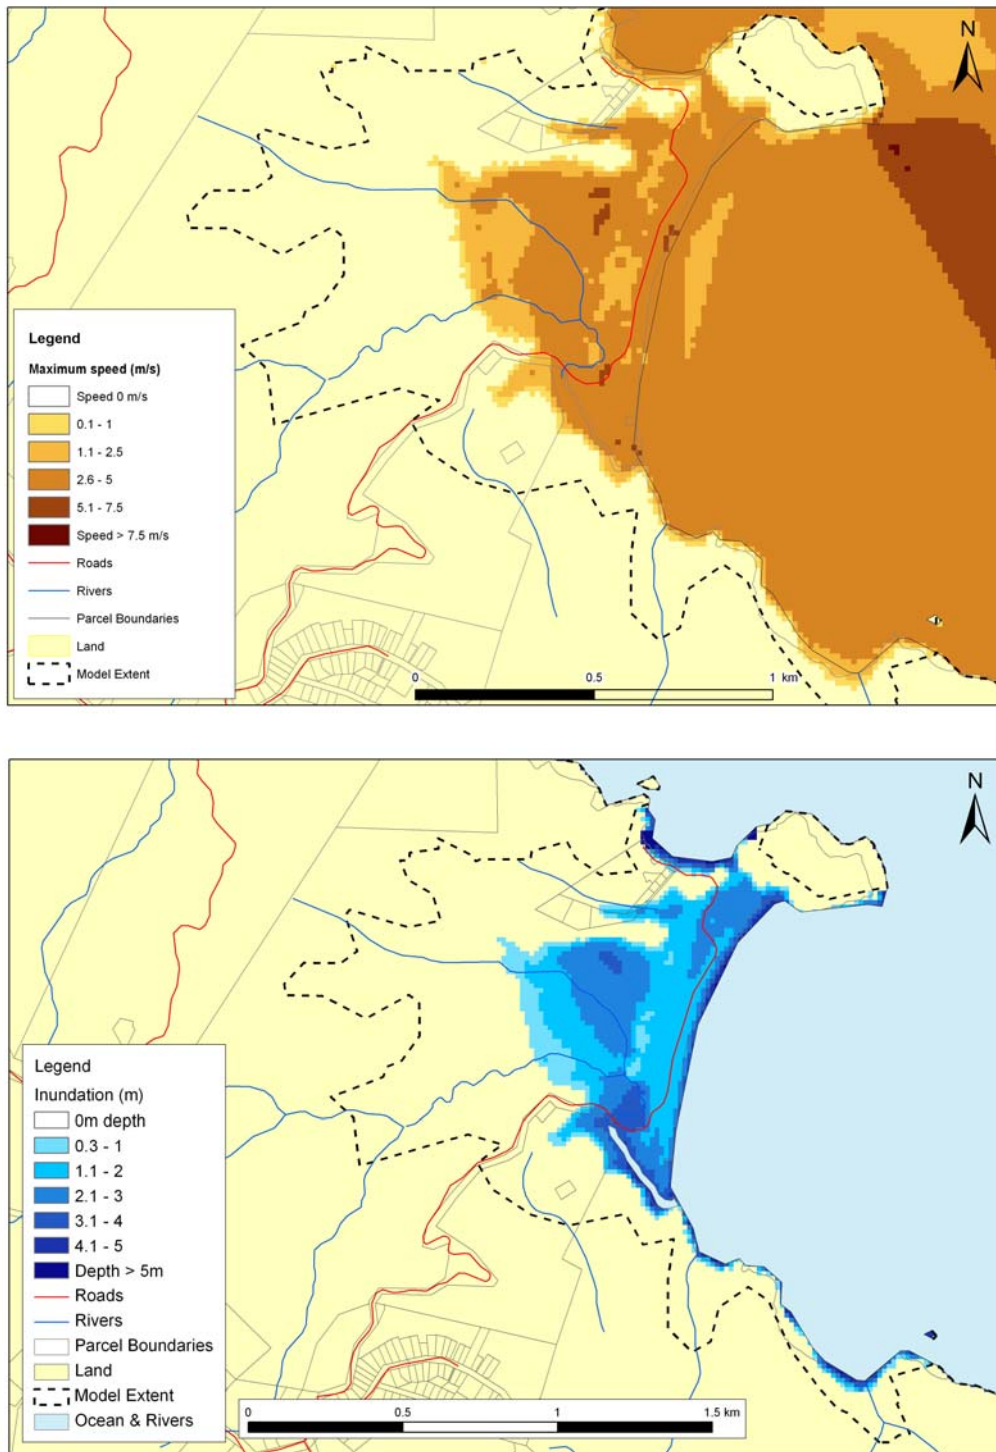 N
Legend
Maximum speed (m/s)
Speed 0 m/s
0.1 - 1
1.1 - 2.5
2.6 - 5
5.1 - 7.5
Speed > 7.5 m/s
Roads
Rivers
Parcel Boundaries
Land
Model Extent
0 0.5 1 km
N
Legend
Inundation (m)
0m depth
0.3 - 1
1.1 - 2
2.1 - 3
3.1 - 4
4.1 - 5
Depth > 5m
Roads
Rivers
Parcel Boundaries
Land
Model Extent
Ocean & Rivers
0 0.5 1 1.5 km